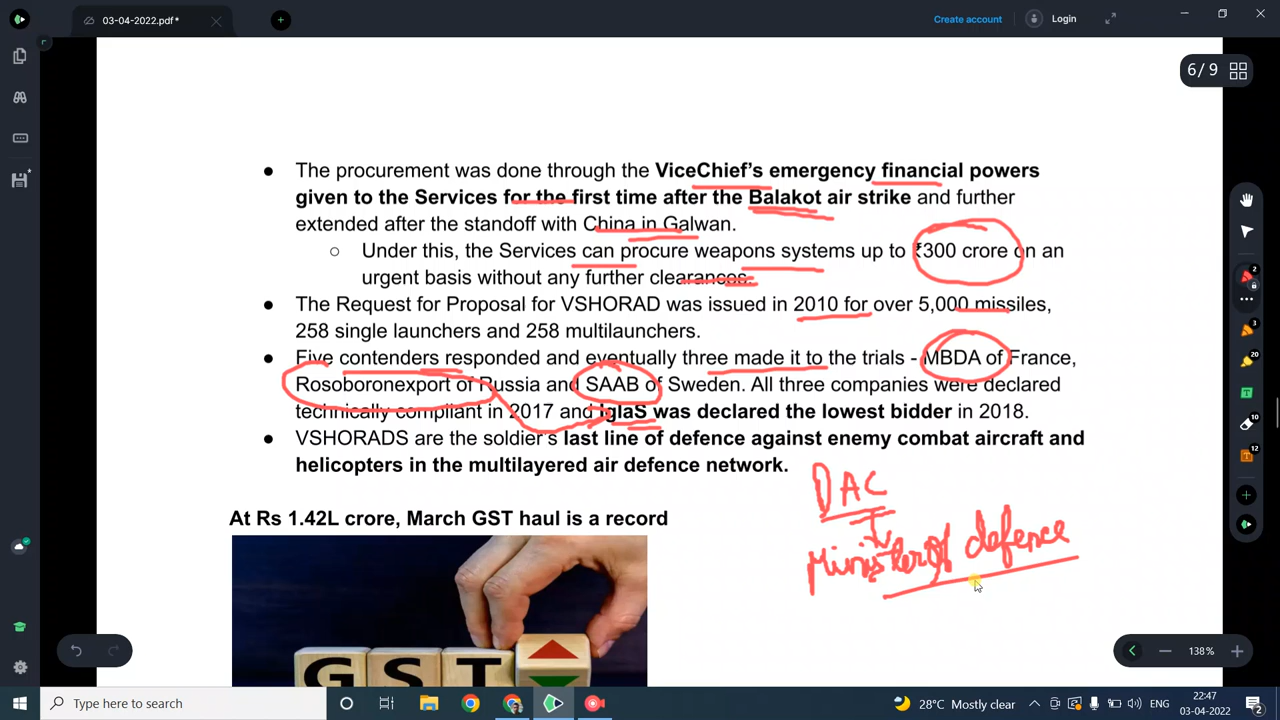 03-04-2022.pdf*
Create account
Login
6/ 9
● The procurement was done through the ViceChief's emergency financial powers
given to the Services for the first time after the Balakot air strike and further
extended after the standoff with China in Galwan.
○ Under this, the Services can procure weapons systems up to ₹300 crore on an
urgent basis without any further clearances.
● The Request for Proposal for VSHORAD was issued in 2010 for over 5,000 missiles,
258 single launchers and 258 multilaunchers.
● Five contenders responded and eventually three made it to the trials - MBDA of France,
Rosoboronexport of Russia and SAAB of Sweden. All three companies were declared
technically compliant in 2017 and IglaS was declared the lowest bidder in 2018.
● VSHORADS are the soldier's last line of defence against enemy combat aircraft and
helicopters in the multilayered air defence network.
DAC
Minister of defence
At Rs 1.42L crore, March GST haul is a record
GST
138%
Type here to search
28°C Mostly clear
ENG
22:47
03-04-2022